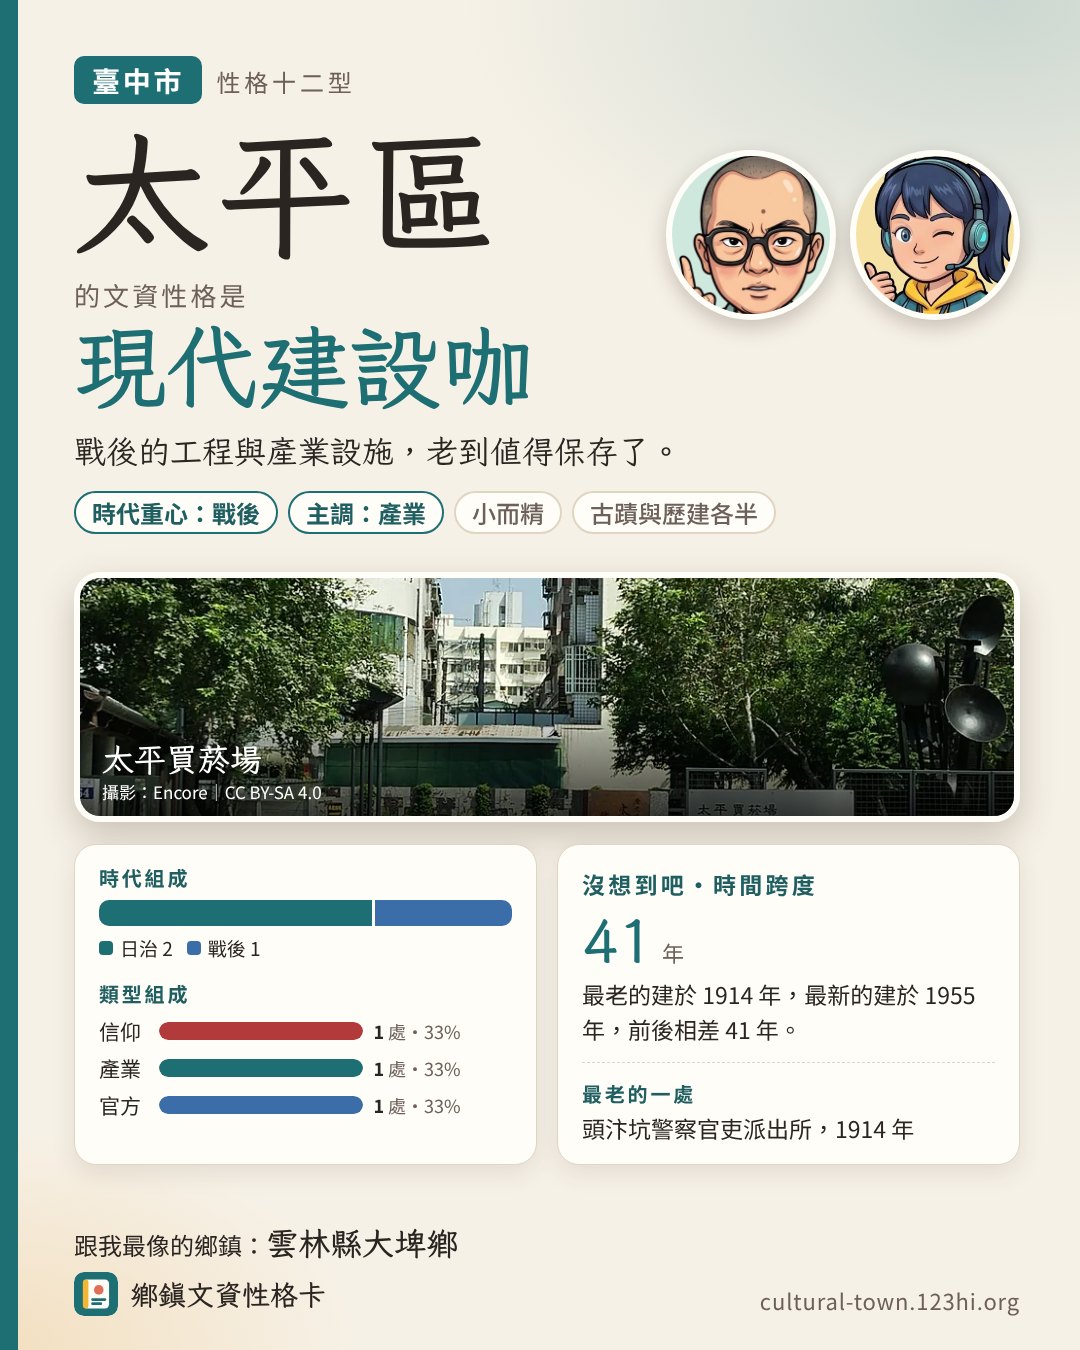 臺中市 性格十二型
太平區
的文資性格是
現代建設咖
戰後的工程與產業設施，老到值得保存了。
時代重心：戰後 主調：產業 小而精 古蹟與歷建各半
太平買菸場
攝影：Encore｜CC BY-SA 4.0
太平買菸場
時代組成
日治 2 戰後 1
類型組成
信仰 1 處・33%
產業 1 處・33%
官方 1 處・33%
沒想到吧・時間跨度
41 年
最老的建於 1914 年，最新的建於 1955
年，前後相差 41 年。
最老的一處
頭汴坑警察官吏派出所，1914 年
跟我最像的鄉鎮：雲林縣大埤鄉
鄉鎮文資性格卡
cultural-town.123hi.org